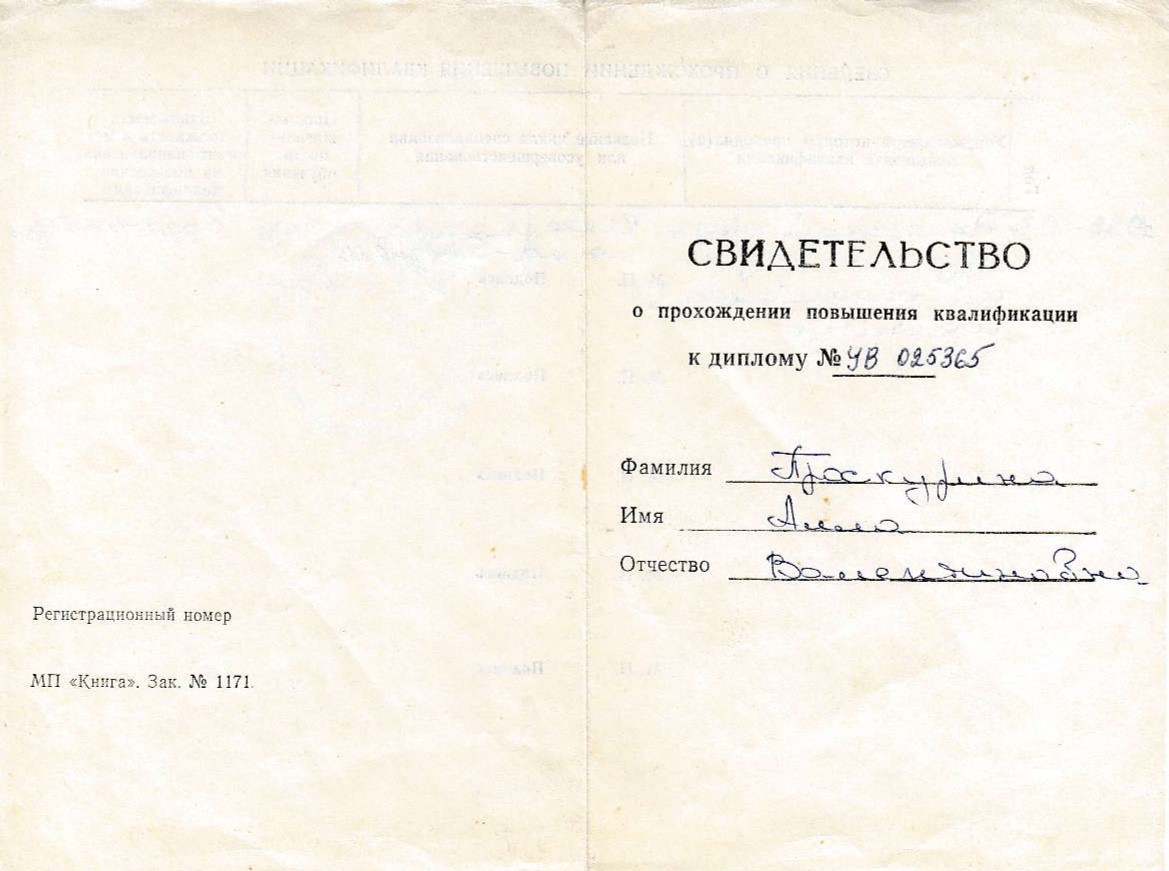 Регистрационный номер
МП «Книга». Зак. № 1171.
СВИДЕТЕЛЬСТВО
о прохождении повышения квалификации
к диплому № УВ 025365
Фамилия Проскурина
Имя Анна
Отчество Валентиновна